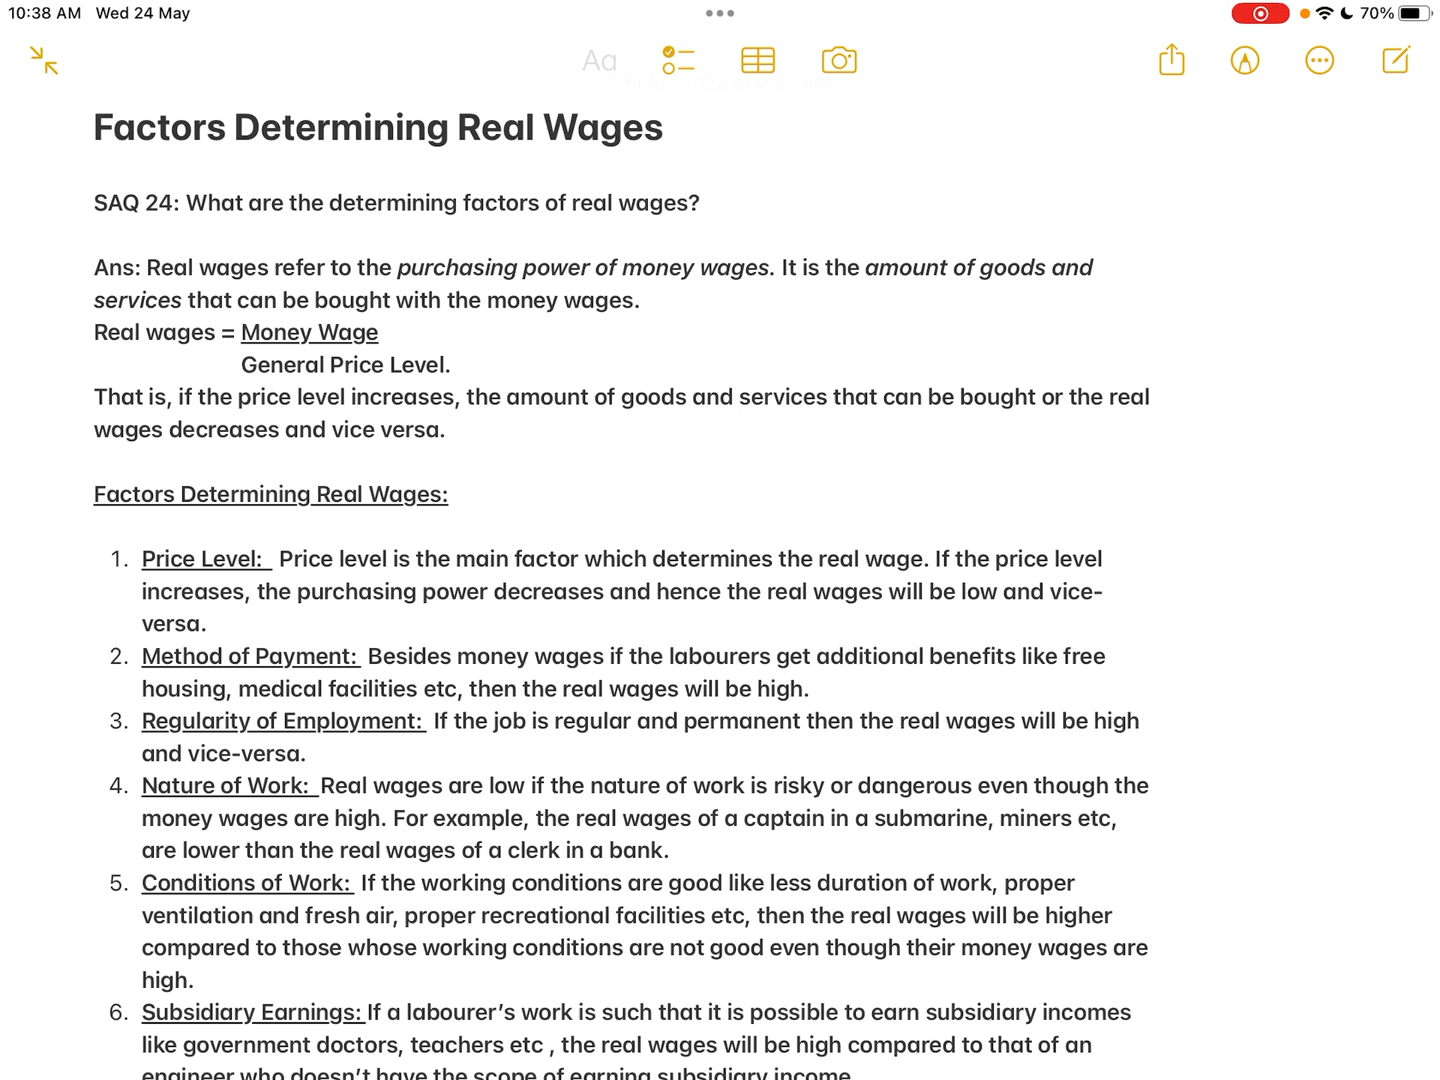 10:38 AM Wed 24 May
70%
Aa
Factors Determining Real Wages
SAQ 24: What are the determining factors of real wages?
Ans: Real wages refer to the purchasing power of money wages. It is the amount of goods and
services that can be bought with the money wages.
Real wages = Money Wage
General Price Level.
That is, if the price level increases, the amount of goods and services that can be bought or the real
wages decreases and vice versa.
Factors Determining Real Wages:
1. Price Level: Price level is the main factor which determines the real wage. If the price level
increases, the purchasing power decreases and hence the real wages will be low and vice-
versa.
2. Method of Payment: Besides money wages if the labourers get additional benefits like free
housing, medical facilities etc, then the real wages will be high.
3. Regularity of Employment: If the job is regular and permanent then the real wages will be high
and vice-versa.
4. Nature of Work: Real wages are low if the nature of work is risky or dangerous even though the
money wages are high. For example, the real wages of a captain in a submarine, miners etc,
are lower than the real wages of a clerk in a bank.
5. Conditions of Work: If the working conditions are good like less duration of work, proper
ventilation and fresh air, proper recreational facilities etc, then the real wages will be higher
compared to those whose working conditions are not good even though their money wages are
high.
6. Subsidiary Earnings: If a labourer's work is such that it is possible to earn subsidiary incomes
like government doctors, teachers etc , the real wages will be high compared to that of an
engineer who doesn't have the scope of earning subsidiary income.